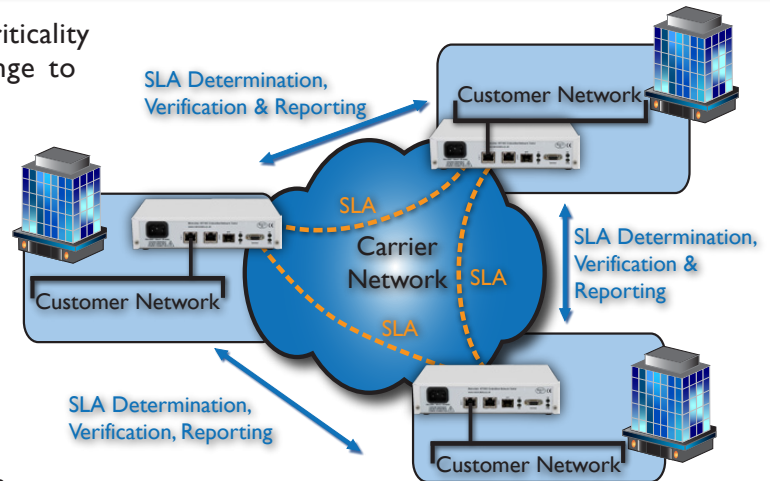 riticality
nge to
SLA Determination,
Verification & Reporting
Customer Network
SLA
Carrier
Network
SLA
SLA Determination,
Verification &
Reporting
Customer Network
SLA
SLA Determination,
Verification, Reporting
Customer Network